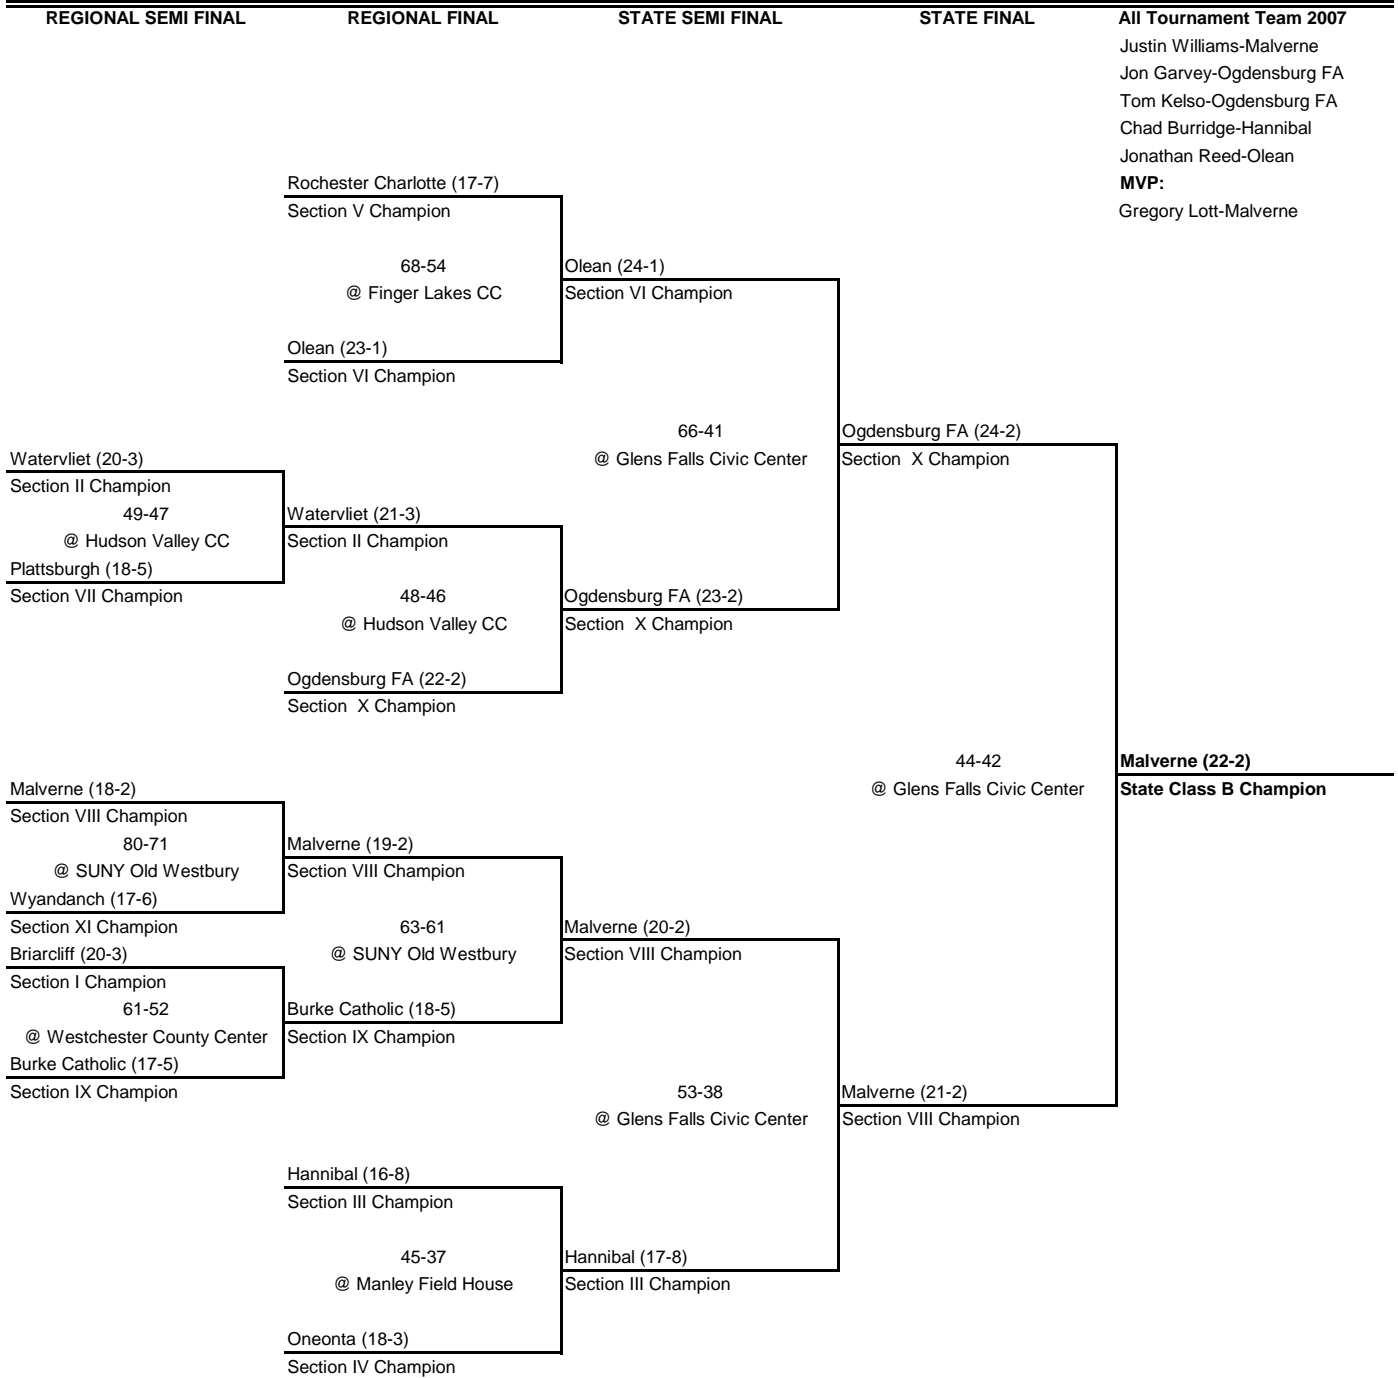 REGIONAL SEMI FINAL
REGIONAL FINAL
STATE SEMI FINAL
STATE FINAL
All Tournament Team 2007
Justin Williams-Malverne
Jon Garvey-Ogdensburg FA
Tom Kelso-Ogdensburg FA
Chad Burridge-Hannibal
Jonathan Reed-Olean
MVP:
Gregory Lott-Malverne
Watervliet (20-3)
Section II Champion
49-47
@ Hudson Valley CC
Plattsburgh (18-5)
Section VII Champion
Malverne (18-2)
Section VIII Champion
80-71
@ SUNY Old Westbury
Wyandanch (17-6)
Section XI Champion
Briarcliff (20-3)
Section I Champion
61-52
@ Westchester County Center
Burke Catholic (17-5)
Section IX Champion
Rochester Charlotte (17-7)
Section V Champion
68-54
@ Finger Lakes CC
Olean (23-1)
Section VI Champion
Watervliet (21-3)
Section II Champion
48-46
@ Hudson Valley CC
Ogdensburg FA (22-2)
Section  X Champion
Malverne (19-2)
Section VIII Champion
63-61
@ SUNY Old Westbury
Burke Catholic (18-5)
Section IX Champion
Hannibal (16-8)
Section III Champion
45-37
@ Manley Field House
Oneonta (18-3)
Section IV Champion
Olean (24-1)
Section VI Champion
66-41
@ Glens Falls Civic Center
Ogdensburg FA (23-2)
Section  X Champion
Malverne (20-2)
Section VIII Champion
53-38
@ Glens Falls Civic Center
Hannibal (17-8)
Section III Champion
Ogdensburg FA (24-2)
Section  X Champion
44-42
@ Glens Falls Civic Center
Malverne (21-2)
Section VIII Champion
Malverne (22-2)
State Class B Champion